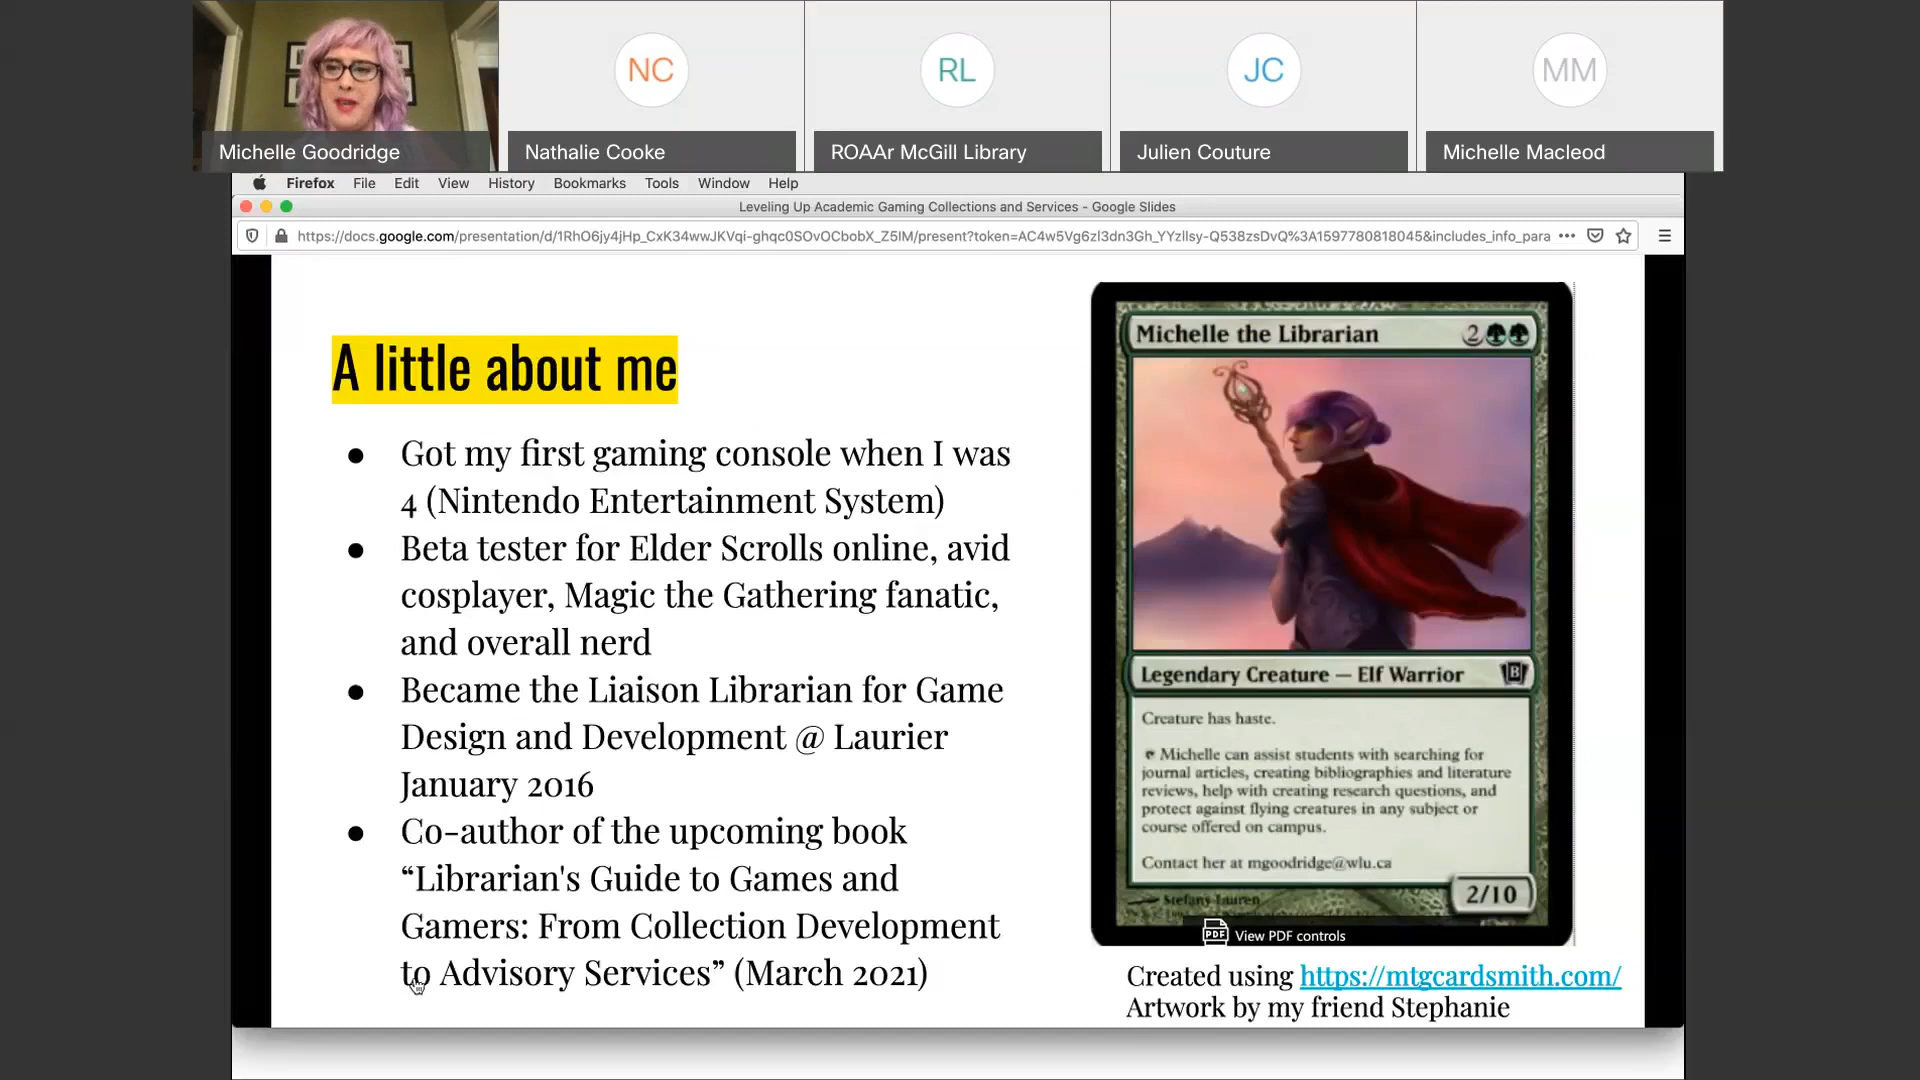 NC
RL
JC
MM
Michelle Goodridge
Nathalie Cooke
ROAAr McGill Library
Julien Couture
Michelle Macleod
Firefox File Edit View History Bookmarks Tools Window Help
Leveling Up Academic Gaming Collections and Services - Google Slides
https://docs.google.com/presentation/d/1RhO6jy4jHp_CxK34wwJKVqi-ghqc0SOvOCbobX_Z5IM/present?token=AC4w5Vg6zl3dn3Gh_YYzllsy-Q538zsDvQ%3A1597780818045&includes_info_para
A little about me
● Got my first gaming console when I was
4 (Nintendo Entertainment System)
● Beta tester for Elder Scrolls online, avid
cosplayer, Magic the Gathering fanatic,
and overall nerd
● Became the Liaison Librarian for Game
Design and Development @ Laurier
January 2016
● Co-author of the upcoming book
“Librarian's Guide to Games and
Gamers: From Collection Development
to Advisory Services” (March 2021)
Michelle the Librarian 2
Legendary Creature — Elf Warrior B
Creature has haste.
Michelle can assist students with searching for
journal articles, creating bibliographies and literature
reviews, help with creating research questions, and
protect against flying creatures in any subject or
course offered on campus.
Contact her at mgoodridge@wlu.ca
2/10
Stefany Lauren
PDF View PDF controls
Created using https://mtgcardsmith.com/
Artwork by my friend Stephanie